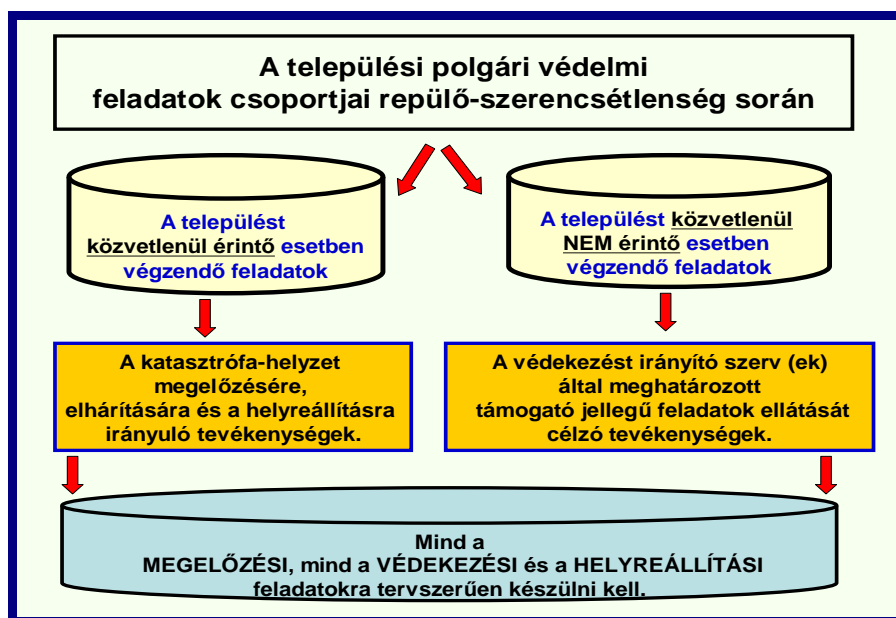 A települési polgári védelmi
feladatok csoportjai repülő-szerencsétlenség során
A települést
közvetlenül érintő esetben
végzendő feladatok
A települést közvetlenül
NEM érintő esetben
végzendő feladatok
A katasztrófa-helyzet
megelőzésére,
elhárítására és a helyreállításra
irányuló tevékenységek.
A védekezést irányító szerv (ek)
által meghatározott
támogató jellegű feladatok ellátását
célzó tevékenységek.
Mind a
MEGELŐZÉSI, mind a VÉDEKEZÉSI és a HELYREÁLLÍTÁSI
feladatokra tervszerűen készülni kell.